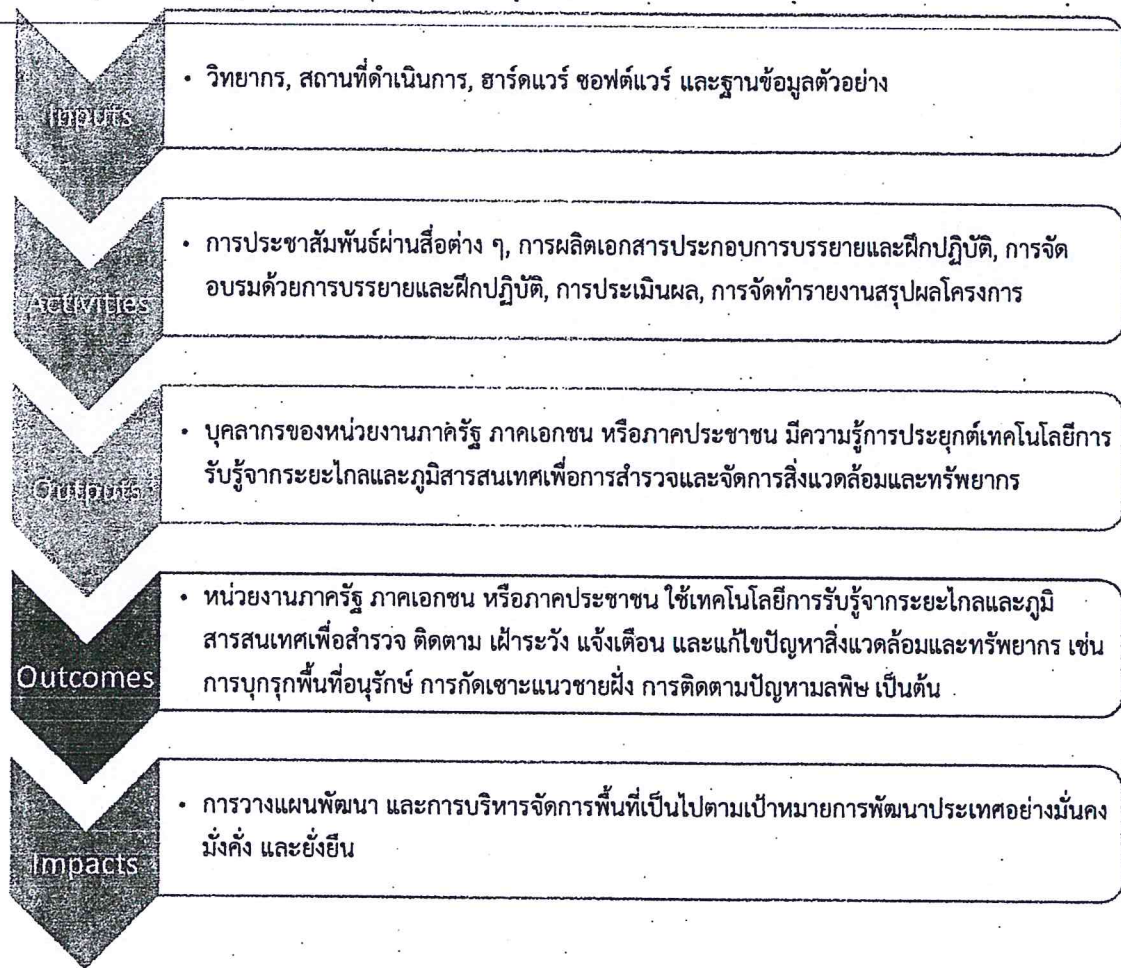 Inputs
• วิทยากร, สถานที่ดำเนินการ, ฮาร์ดแวร์ ซอฟต์แวร์ และฐานข้อมูลตัวอย่าง
Activities
• การประชาสัมพันธ์ผ่านสื่อต่าง ๆ, การผลิตเอกสารประกอบการบรรยายและฝึกปฏิบัติ, การจัด
อบรมด้วยการบรรยายและฝึกปฏิบัติ, การประเมินผล, การจัดทำรายงานสรุปผลโครงการ
Outputs
• บุคลากรของหน่วยงานภาครัฐ ภาคเอกชน หรือภาคประชาชน มีความรู้การประยุกต์เทคโนโลยีการ
รับรู้จากระยะไกลและภูมิสารสนเทศเพื่อการสำรวจและจัดการสิ่งแวดล้อมและทรัพยากร
Outcomes
• หน่วยงานภาครัฐ ภาคเอกชน หรือภาคประชาชน ใช้เทคโนโลยีการรับรู้จากระยะไกลและภูมิ
สารสนเทศเพื่อสำรวจ ติดตาม เฝ้าระวัง แจ้งเตือน และแก้ไขปัญหาสิ่งแวดล้อมและทรัพยากร เช่น
การบุกรุกพื้นที่อนุรักษ์ การกัดเซาะแนวชายฝั่ง การติดตามปัญหามลพิษ เป็นต้น
Impacts
• การวางแผนพัฒนา และการบริหารจัดการพื้นที่เป็นไปตามเป้าหมายการพัฒนาประเทศอย่างมั่นคง
มั่งคั่ง และยั่งยืน